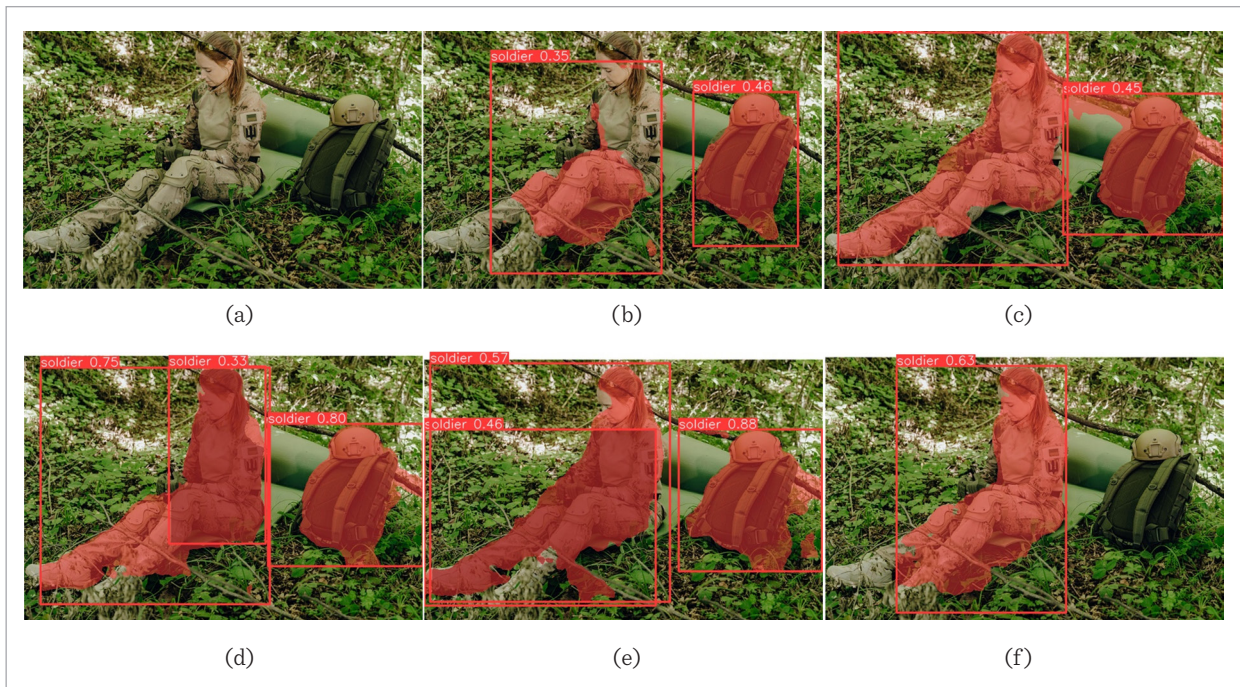 soldier 0.35
soldier 0.46
soldier 0.45
(a)
(b)
(c)
soldier 0.75
soldier 0.33
soldier 0.80
soldier 0.57
soldier 0.46
soldier 0.88
soldier 0.63
(d)
(e)
(f)